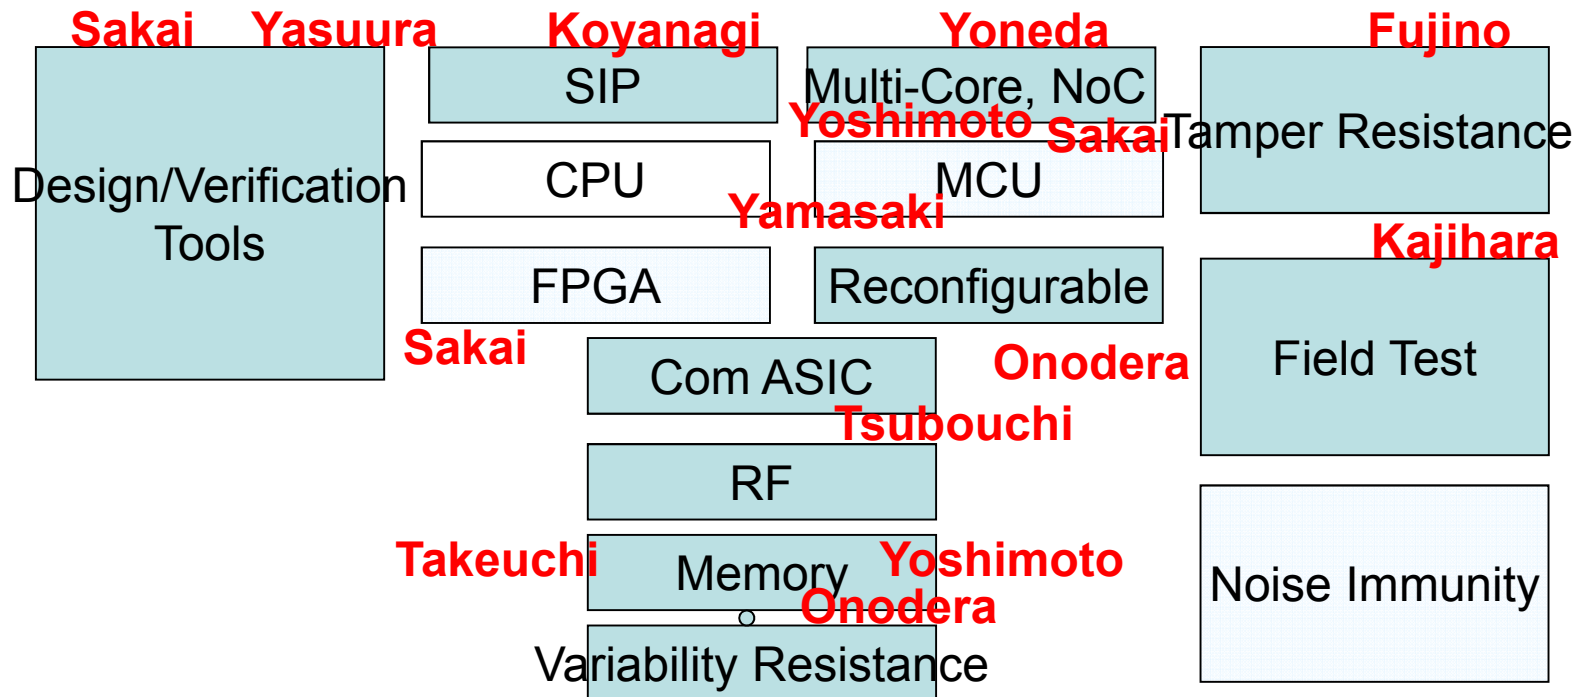 Sakai
Yasuura
Koyanagi
Yoneda
Fujino
SIP
Multi-Core, NoC
Yoshimoto
Sakai
Tamper Resistance
Design/Verification
Tools
CPU
MCU
Yamasaki
Kajihara
FPGA
Reconfigurable
Sakai
Com ASIC
Onodera
Field Test
Tsubouchi
RF
Takeuchi
Memory
Yoshimoto
Onodera
Noise Immunity
Variability Resistance